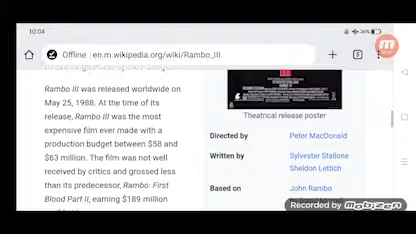 10:04
26%
Offline en.m.wikipedia.org/wiki/Rambo_III
5
Rambo III was released worldwide on
May 25, 1988. At the time of its
release, Rambo III was the most
expensive film ever made with a
production budget between $58 and
$63 million. The film was not well
received by critics and grossed less
than its predecessor, Rambo: First
Blood Part II, earning $189 million
Theatrical release poster
Directed by Peter MacDonald
Written by Sylvester Stallone
Sheldon Lettich
Based on John Rambo
Recorded by Mobizen